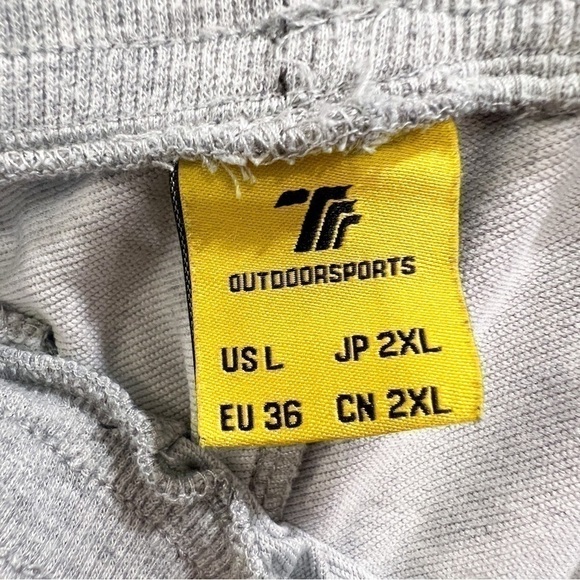 OUTDOORSPORTS
US L JP 2XL
EU 36 CN 2XL